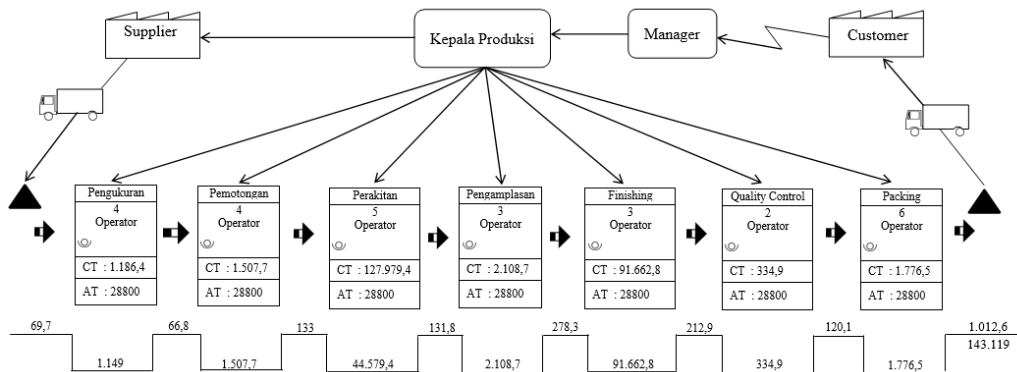 Supplier
Kepala Produksi
Manager
Customer
Pengukuran
4
Operator
CT : 1.186,4
AT : 28800
Pemotongan
4
Operator
CT : 1.507,7
AT : 28800
Perakitan
5
Operator
CT : 127.979,4
AT : 28800
Pengamplasan
3
Operator
CT : 2.108,7
AT : 28800
Finishing
3
Operator
CT : 91.662,8
AT : 28800
Quality Control
2
Operator
CT : 334,9
AT : 28800
Packing
6
Operator
CT : 1.776,5
AT : 28800
69,7
66,8
133
131,8
278,3
212,9
120,1
1.012,6
143.119
1.149
1.507,7
44.579,4
2.108,7
91.662,8
334,9
1.776,5